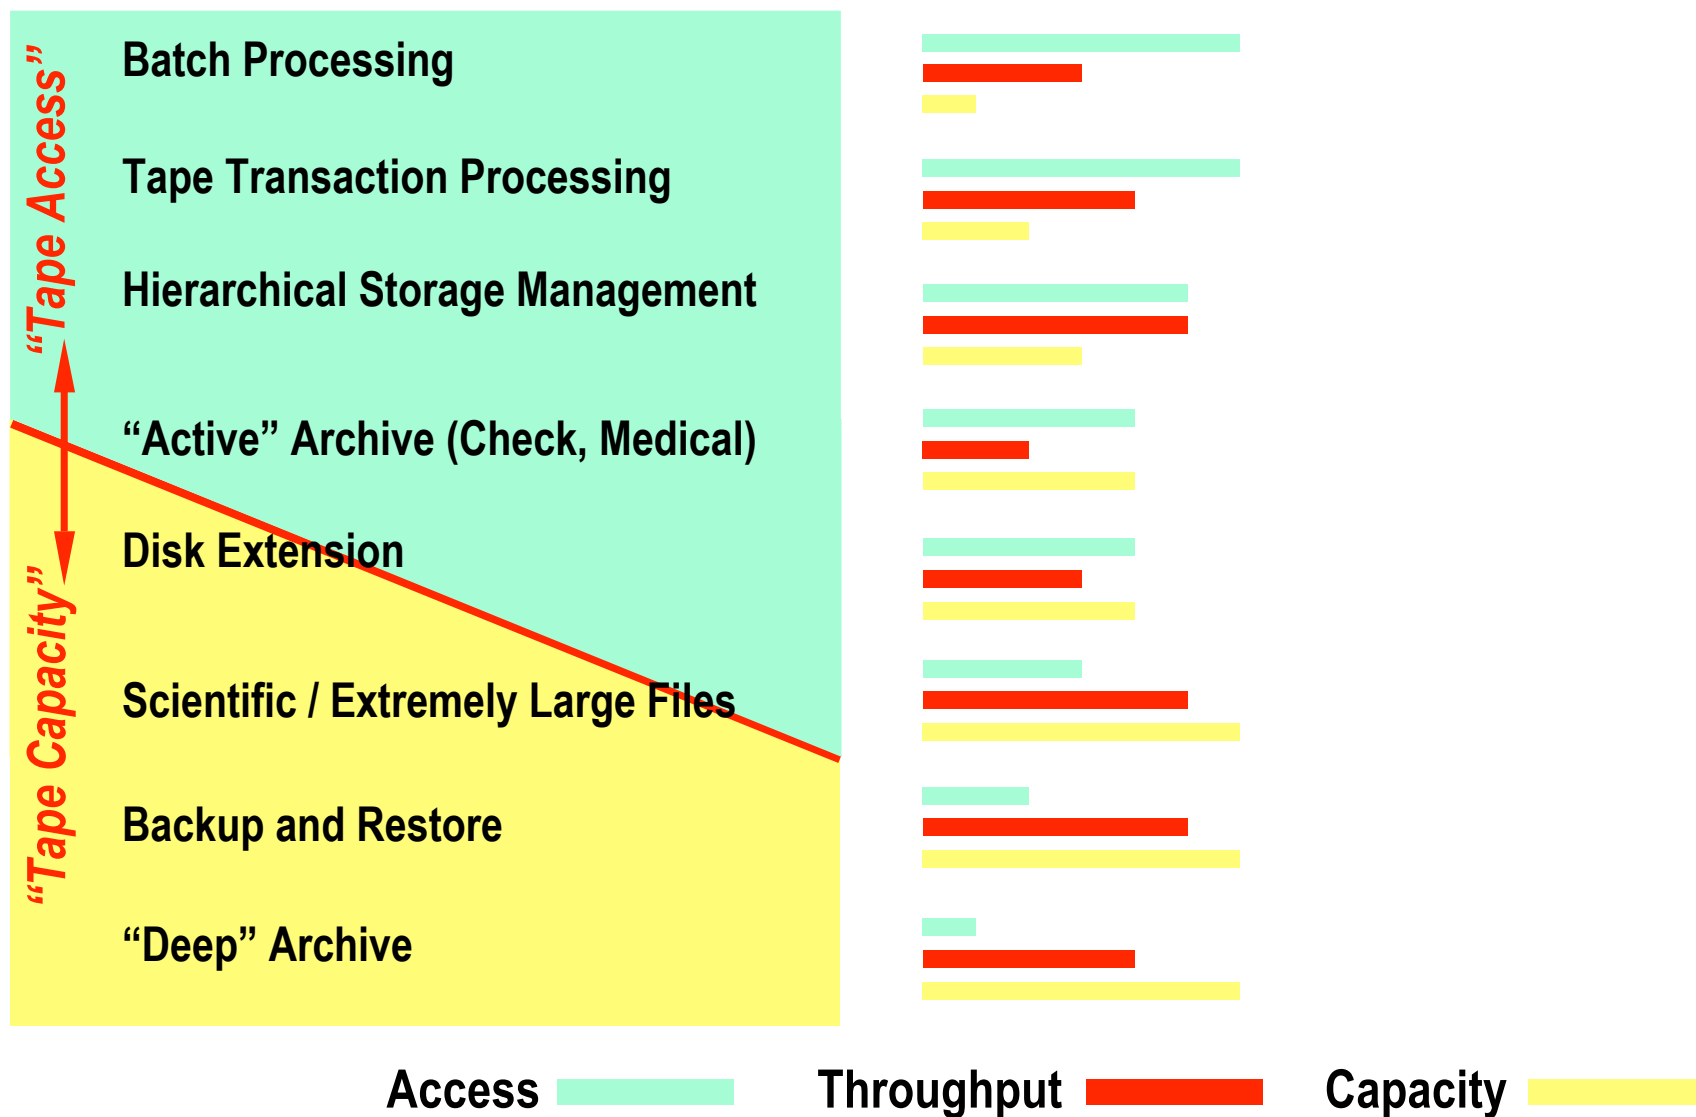 “Tape Access”
“Tape Capacity”
Batch Processing
Tape Transaction Processing
Hierarchical Storage Management
“Active” Archive (Check, Medical)
Disk Extension
Scientific / Extremely Large Files
Backup and Restore
“Deep” Archive
Access
Throughput
Capacity